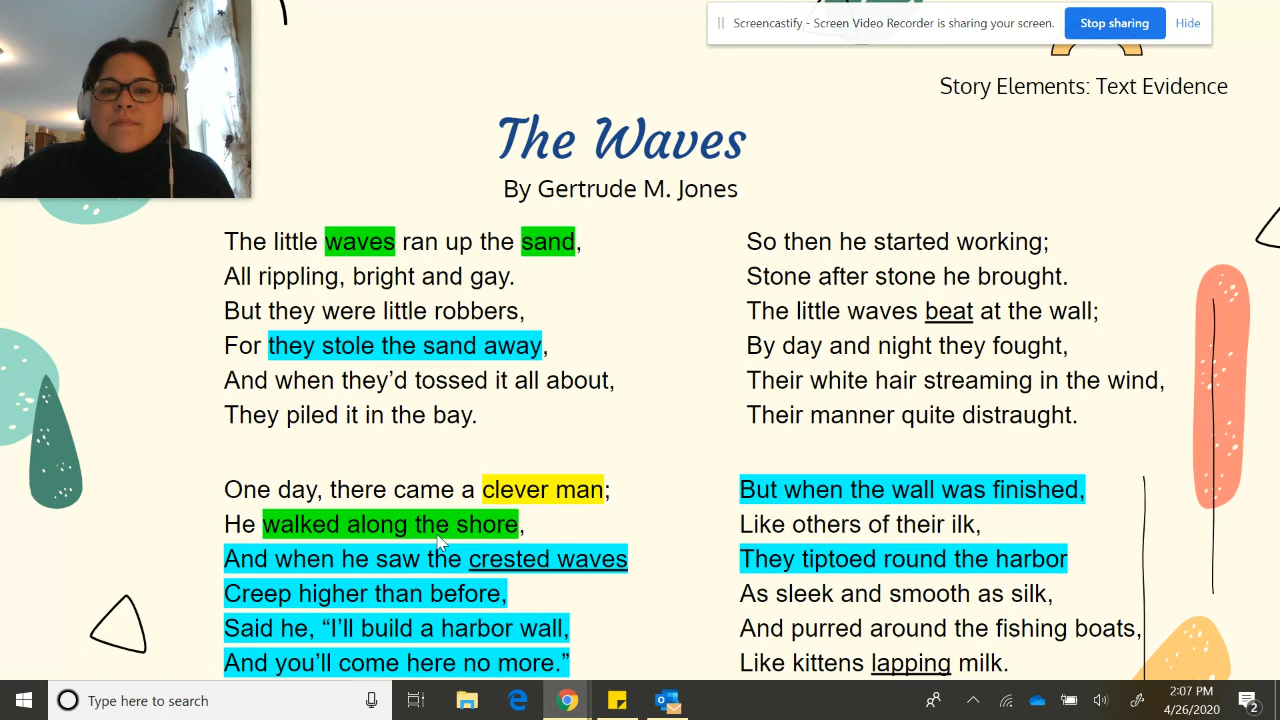 Screencastify - Screen Video Recorder is sharing your screen.
Stop sharing
Hide
Story Elements: Text Evidence
The Waves
By Gertrude M. Jones
The little waves ran up the sand,
All rippling, bright and gay.
But they were little robbers,
For they stole the sand away,
And when they’d tossed it all about,
They piled it in the bay.
One day, there came a clever man;
He walked along the shore,
And when he saw the crested waves
Creep higher than before,
Said he, “I’ll build a harbor wall,
And you’ll come here no more.”
So then he started working;
Stone after stone he brought.
The little waves beat at the wall;
By day and night they fought,
Their white hair streaming in the wind,
Their manner quite distraught.
But when the wall was finished,
Like others of their ilk,
They tiptoed round the harbor
As sleek and smooth as silk,
And purred around the fishing boats,
Like kittens lapping milk.
Type here to search
2:07 PM
4/26/2020
2